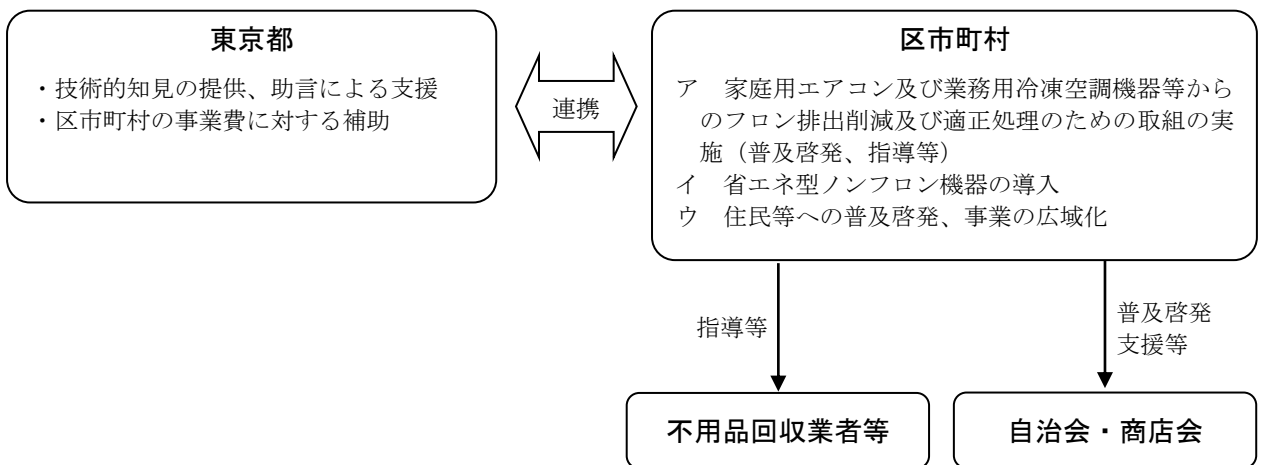 東京都
・技術的知見の提供、助言による支援
・区市町村の事業費に対する補助
連携
区市町村
ア　家庭用エアコン及び業務用冷凍空調機器等から
のフロン排出削減及び適正処理のための取組の実
施（普及啓発、指導等）
イ　省エネ型ノンフロン機器の導入
ウ　住民等への普及啓発、事業の広域化
指導等
普及啓発
支援等
不用品回収業者等
自治会・商店会